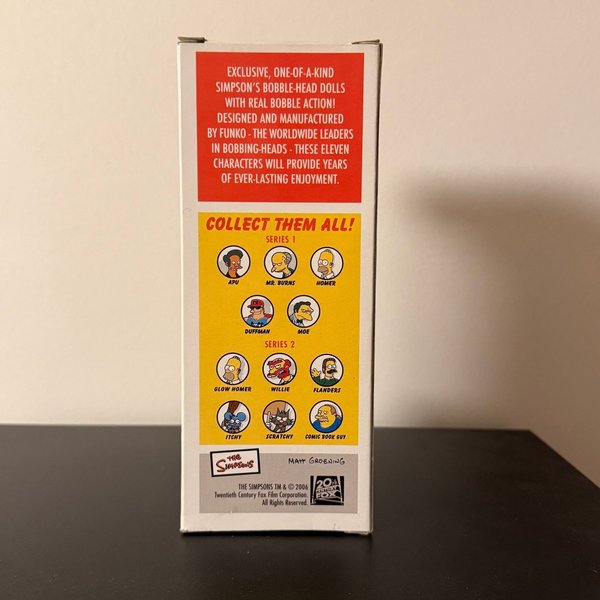 EXCLUSIVE, ONE-OF-A-KIND
SIMPSON'S BOBBLE-HEAD DOLLS
WITH REAL BOBBLE ACTION!
DESIGNED AND MANUFACTURED
BY FUNKO - THE WORLDWIDE LEADERS
IN BOBBING-HEADS - THESE ELEVEN
CHARACTERS WILL PROVIDE YEARS
OF EVER-LASTING ENJOYMENT.
COLLECT THEM ALL!
SERIES 1
APU MR. BURNS HOMER
DUFFMAN MOE
SERIES 2
GLOW HOMER WILLIE FLANDERS
ITCHY SCRATCHY COMIC BOOK GUY
THE
SIMPSONS
MATT GROENING
THE SIMPSONS TM & © 2006
Twentieth Century Fox Film Corporation.
All Rights Reserved.
20th
CENTURY
FOX